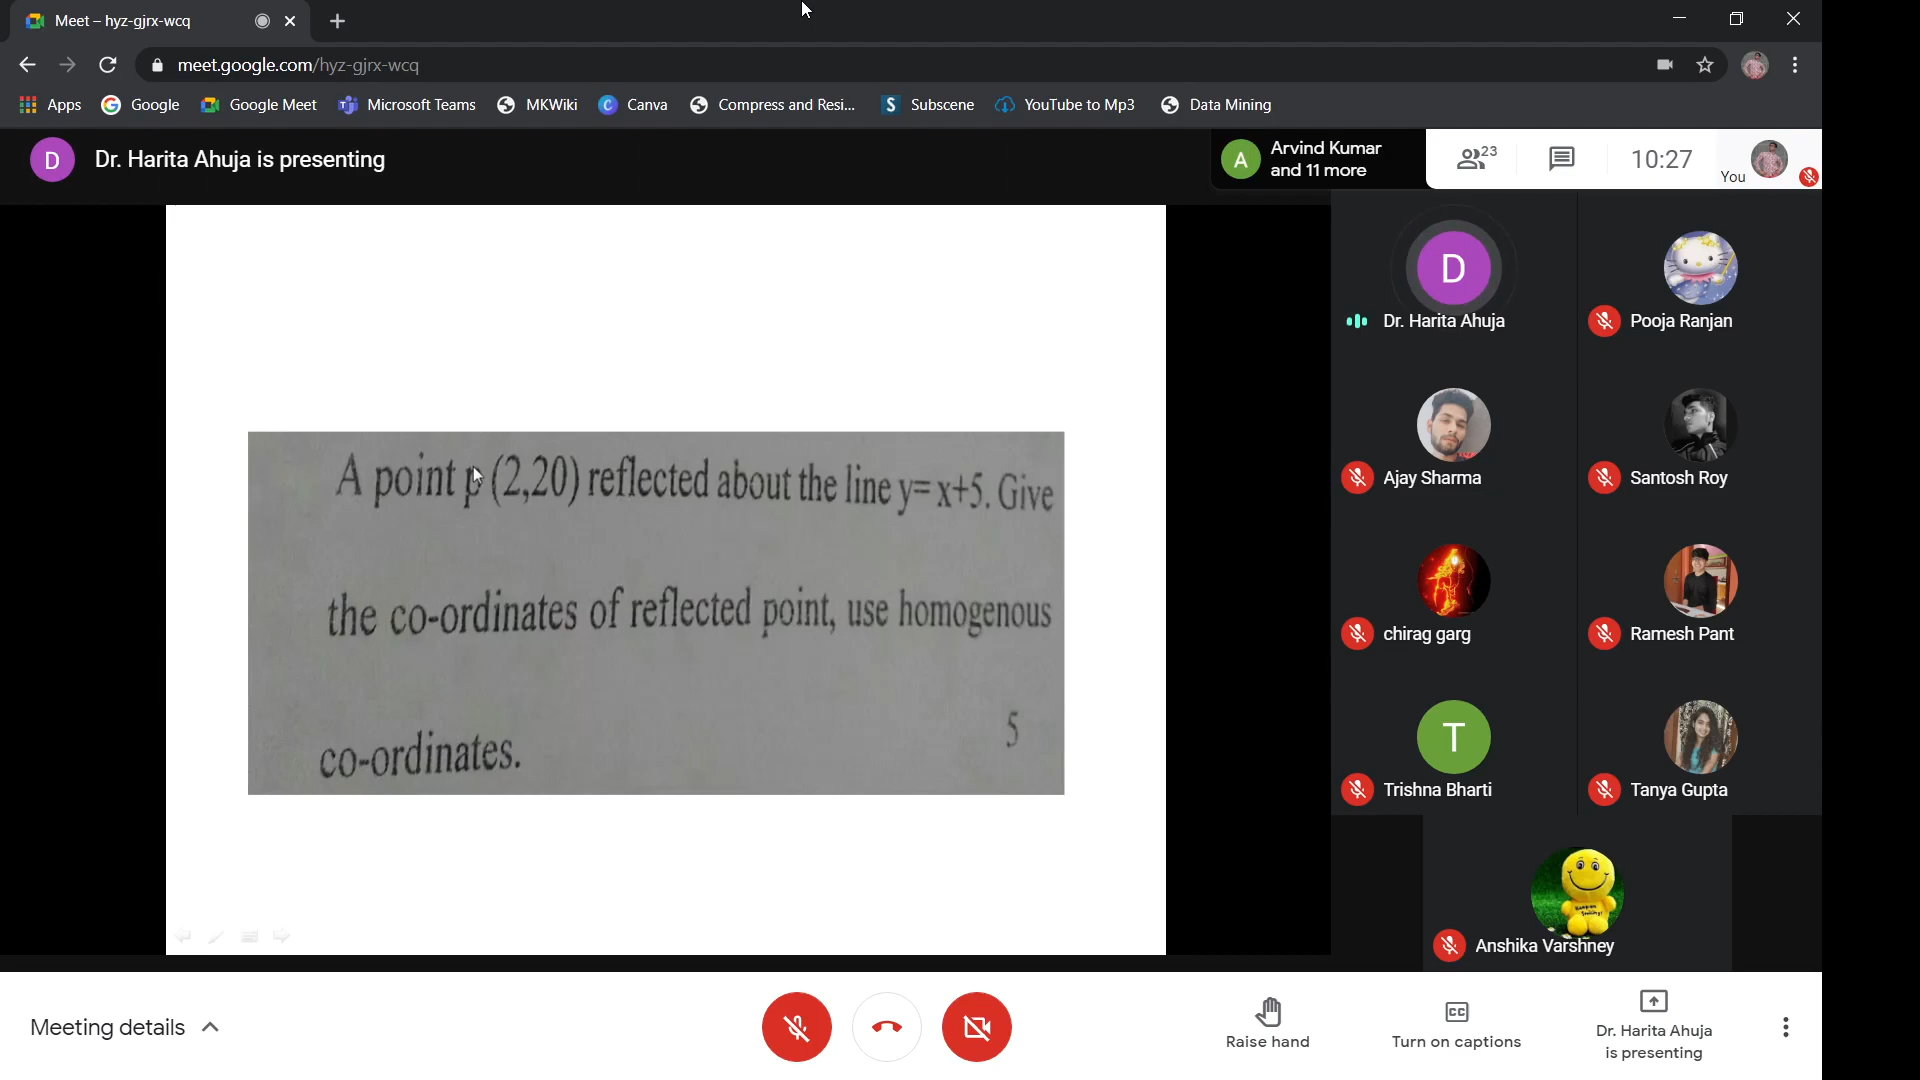 Meet – hyz-gjrx-wcq
meet.google.com/hyz-gjrx-wcq
Apps Google Google Meet Microsoft Teams MKWiki Canva Compress and Resi... Subscene YouTube to Mp3 Data Mining
D Dr. Harita Ahuja is presenting
A Arvind Kumar
and 11 more
23
10:27
You
D
Dr. Harita Ahuja
Pooja Ranjan
Ajay Sharma
Santosh Roy
chirag garg
Ramesh Pant
T
Trishna Bharti
Tanya Gupta
Anshika Varshney
A point p (2,20) reflected about the line y= x+5. Give
the co-ordinates of reflected point, use homogenous
5
co-ordinates.
Meeting details
Raise hand
Turn on captions
Dr. Harita Ahuja
is presenting